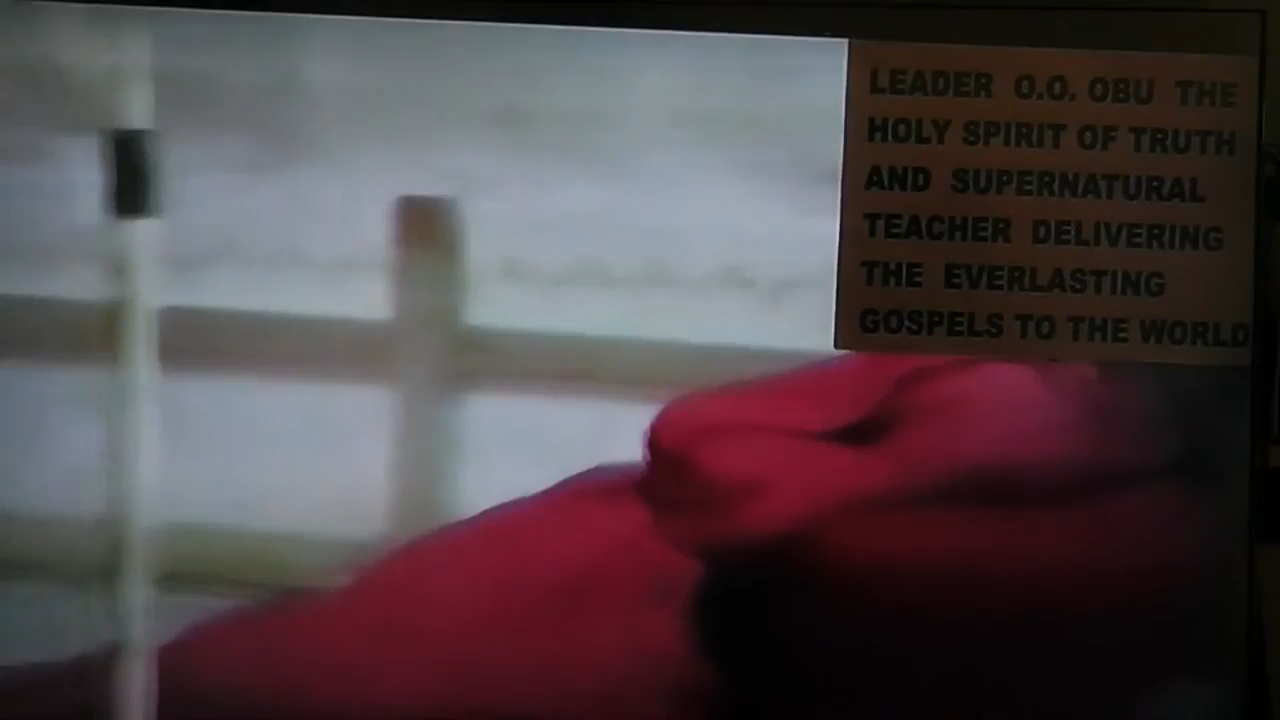 LEADER O.O. OBU THE
HOLY SPIRIT OF TRUTH
AND SUPERNATURAL
TEACHER DELIVERING
THE EVERLASTING
GOSPELS TO THE WORLD